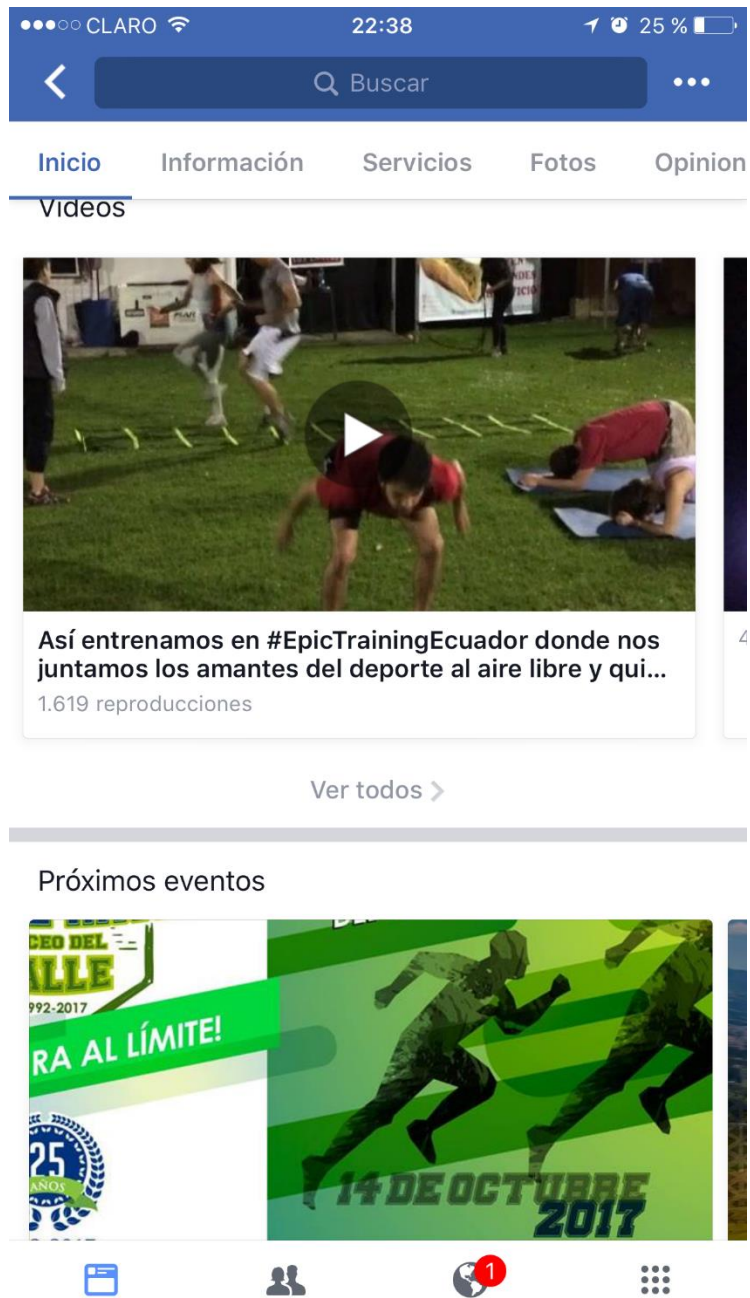 CLARO 22:38 25 %
Buscar
Inicio Información Servicios Fotos Opinion
Videos
Así entrenamos en #EpicTrainingEcuador donde nos
juntamos los amantes del deporte al aire libre y qui...
1.619 reproducciones
4
Ver todos
Próximos eventos
CEO DEL
ALLE
992-2017
RA AL LÍMITE!
25
AÑOS
14 DE OCTUBRE
2017
1